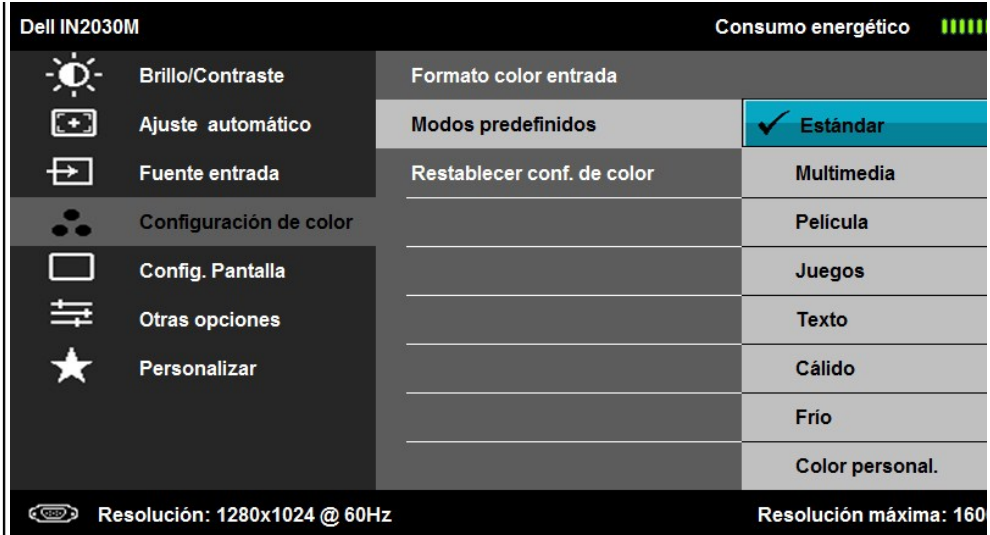 Dell IN2030M Consumo energético
Brillo/Contraste Formato color entrada
Ajuste automático Modos predefinidos Estándar
Fuente entrada Restablecer conf. de color Multimedia
Configuración de color Película
Config. Pantalla Juegos
Otras opciones Texto
Personalizar Cálido
Frío
Color personal.
Resolución: 1280x1024 @ 60Hz Resolución máxima: